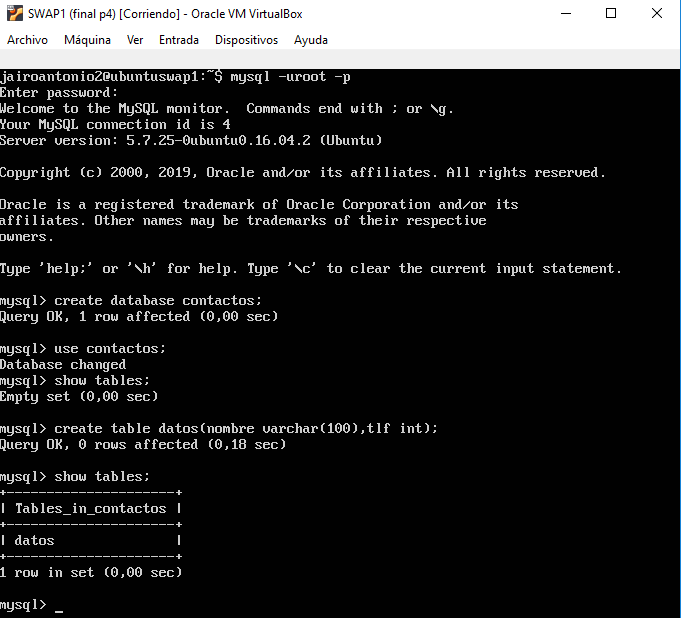 SWAP1 (final p4) [Corriendo] - Oracle VM VirtualBox
Archivo Máquina Ver Entrada Dispositivos Ayuda
jairoantonio2@ubuntuswap1:~$ mysql -uroot -p
Enter password:
Welcome to the MySQL monitor.  Commands end with ; or \g.
Your MySQL connection id is 4
Server version: 5.7.25-0ubuntu0.16.04.2 (Ubuntu)
Copyright (c) 2000, 2019, Oracle and/or its affiliates. All rights reserved.
Oracle is a registered trademark of Oracle Corporation and/or its
affiliates. Other names may be trademarks of their respective
owners.
Type 'help;' or '\h' for help. Type '\c' to clear the current input statement.
mysql> create database contactos;
Query OK, 1 row affected (0,00 sec)
mysql> use contactos;
Database changed
mysql> show tables;
Empty set (0,00 sec)
mysql> create table datos(nombre varchar(100),tlf int);
Query OK, 0 rows affected (0,18 sec)
mysql> show tables;
+---------------------+
| Tables_in_contactos |
+---------------------+
| datos               |
+---------------------+
1 row in set (0,00 sec)
mysql> _